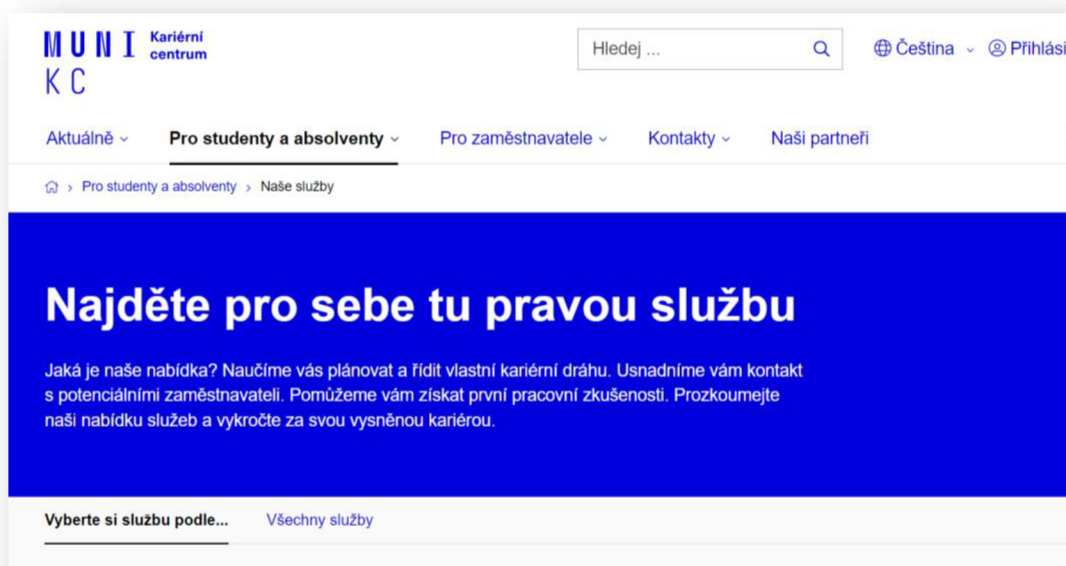 MUNI Kariérní
centrum
KC
Hledej ...
Čeština
Aktuálně
Pro studenty a absolventy
Pro zaměstnavatele
Kontakty
Naši partneři
Pro studenty a absolventy > Naše služby
Najděte pro sebe tu pravou službu
Jaká je naše nabídka? Naučíme vás plánovat a řídit vlastní kariérní dráhu. Usnadníme vám kontakt
s potenciálními zaměstnavateli. Pomůžeme vám získat první pracovní zkušenosti. Prozkoumejte
naši nabídku služeb a vykročte za svou vysněnou kariérou.
Vyberte si službu podle...
Všechny služby